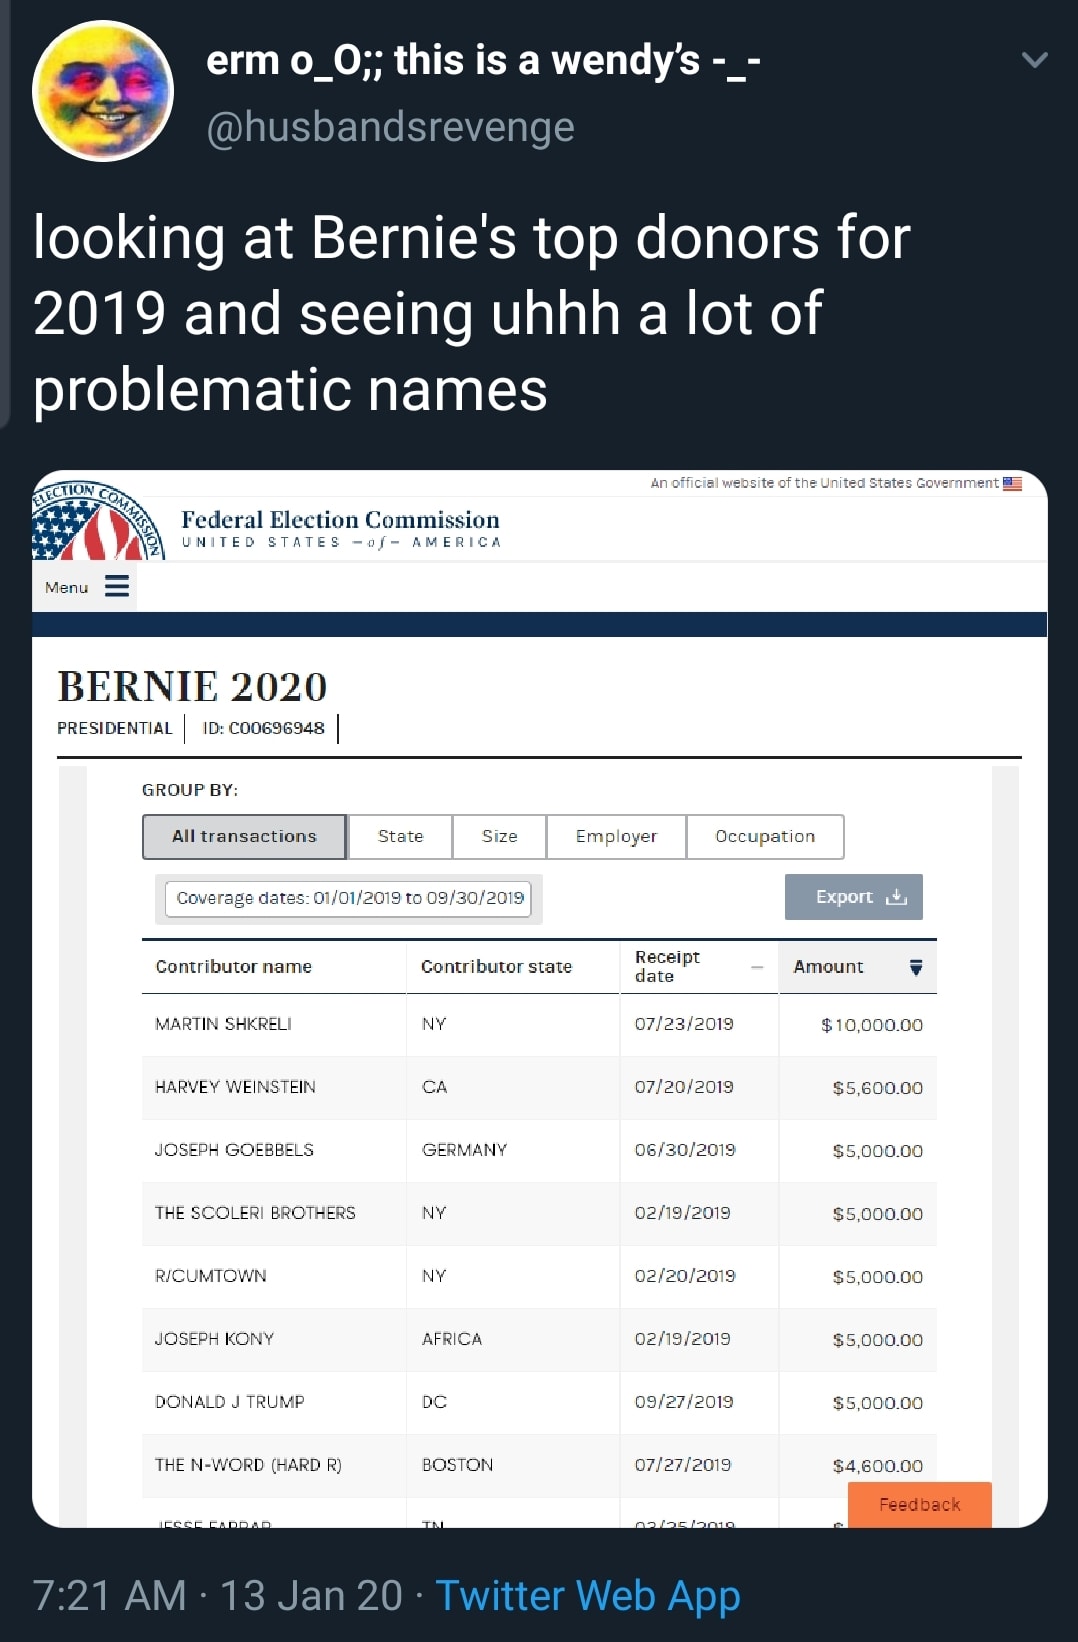 erm o_O;; this is a wendy’s -_-
@husbandsrevenge
looking at Bernie's top donors for
2019 and seeing uhhh a lot of
problematic names
An official website of the United States Government
ELECTION COMMISSION
Federal Election Commission
UNITED STATES —of— AMERICA
Menu
BERNIE 2020
PRESIDENTIAL | ID: C00696948 |
GROUP BY:
All transactions State Size Employer Occupation
Coverage dates: 01/01/2019 to 09/30/2019 Export
Contributor name Contributor state Receipt date Amount
MARTIN SHKRELI NY 07/23/2019 $10,000.00
HARVEY WEINSTEIN CA 07/20/2019 $5,600.00
JOSEPH GOEBBELS GERMANY 06/30/2019 $5,000.00
THE SCOLERI BROTHERS NY 02/19/2019 $5,000.00
R/CUMTOWN NY 02/20/2019 $5,000.00
JOSEPH KONY AFRICA 02/19/2019 $5,000.00
DONALD J TRUMP DC 09/27/2019 $5,000.00
THE N-WORD (HARD R) BOSTON 07/27/2019 $4,600.00
Feedback
JESSE FARRAR TN 03/25/2019 $
7:21 AM · 13 Jan 20 · Twitter Web App